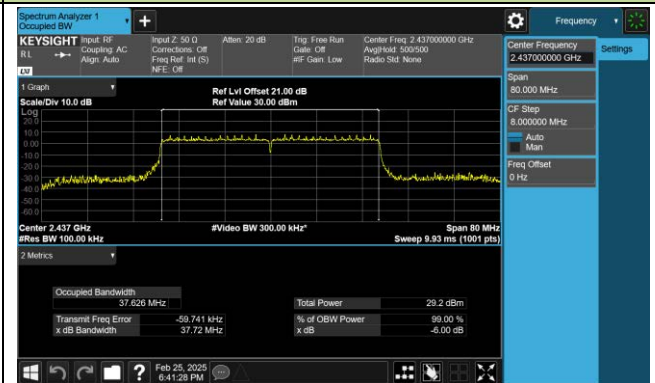 Spectrum Analyzer 1
Occupied BW
Frequency
KEYSIGHT
RL
Input: RF
Coupling: AC
Align: Auto
Input Z: 50 Ω
Corrections: Off
Freq Ref: Int (S)
NFE: Off
Atten: 20 dB
Trig: Free Run
Gate: Off
#IF Gain: Low
Center Freq: 2.437000000 GHz
Avg|Hold: 500/500
Radio Std: None
Center Frequency
2.437000000 GHz
Settings
Span
80.000 MHz
CF Step
8.000000 MHz
Auto
Man
Freq Offset
0 Hz
1 Graph
Scale/Div 10.0 dB
Ref Lvl Offset 21.00 dB
Ref Value 30.00 dBm
Log
20.0
10.0
0.00
-10.0
-20.0
-30.0
-40.0
-50.0
-60.0
Center 2.437 GHz
#Res BW 100.00 kHz
#Video BW 300.00 kHz*
Span 80 MHz
Sweep 9.93 ms (1001 pts)
2 Metrics
Occupied Bandwidth
37.626 MHz
Total Power 29.2 dBm
Transmit Freq Error -59.741 kHz
% of OBW Power 99.00 %
x dB Bandwidth 37.72 MHz
x dB -6.00 dB
?
Feb 25, 2025
6:41:28 PM